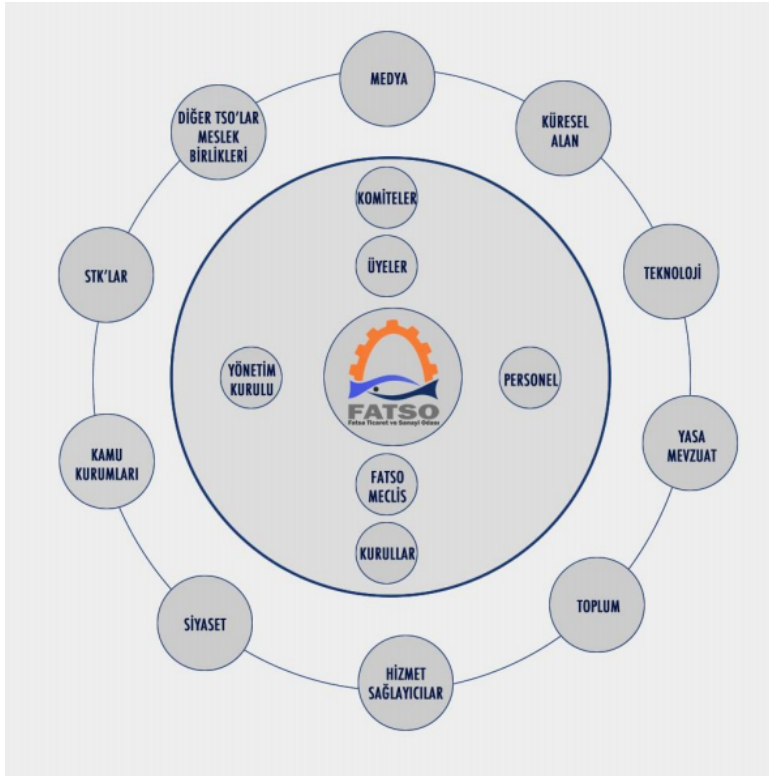 MEDYA
DİĞER TSO'LAR
MESLEK
BİRLİKLERİ
KÜRESEL
ALAN
KOMİTELER
ÜYELER
STK'LAR
TEKNOLOJİ
YÖNETİM
KURULU
PERSONEL
FATSO
Fatsa Ticaret ve Sanayi Odası
YASA
MEVZUAT
KAMU
KURUMLARI
FATSO
MECLİS
KURULLAR
TOPLUM
SİYASET
HİZMET
SAĞLAYICILAR